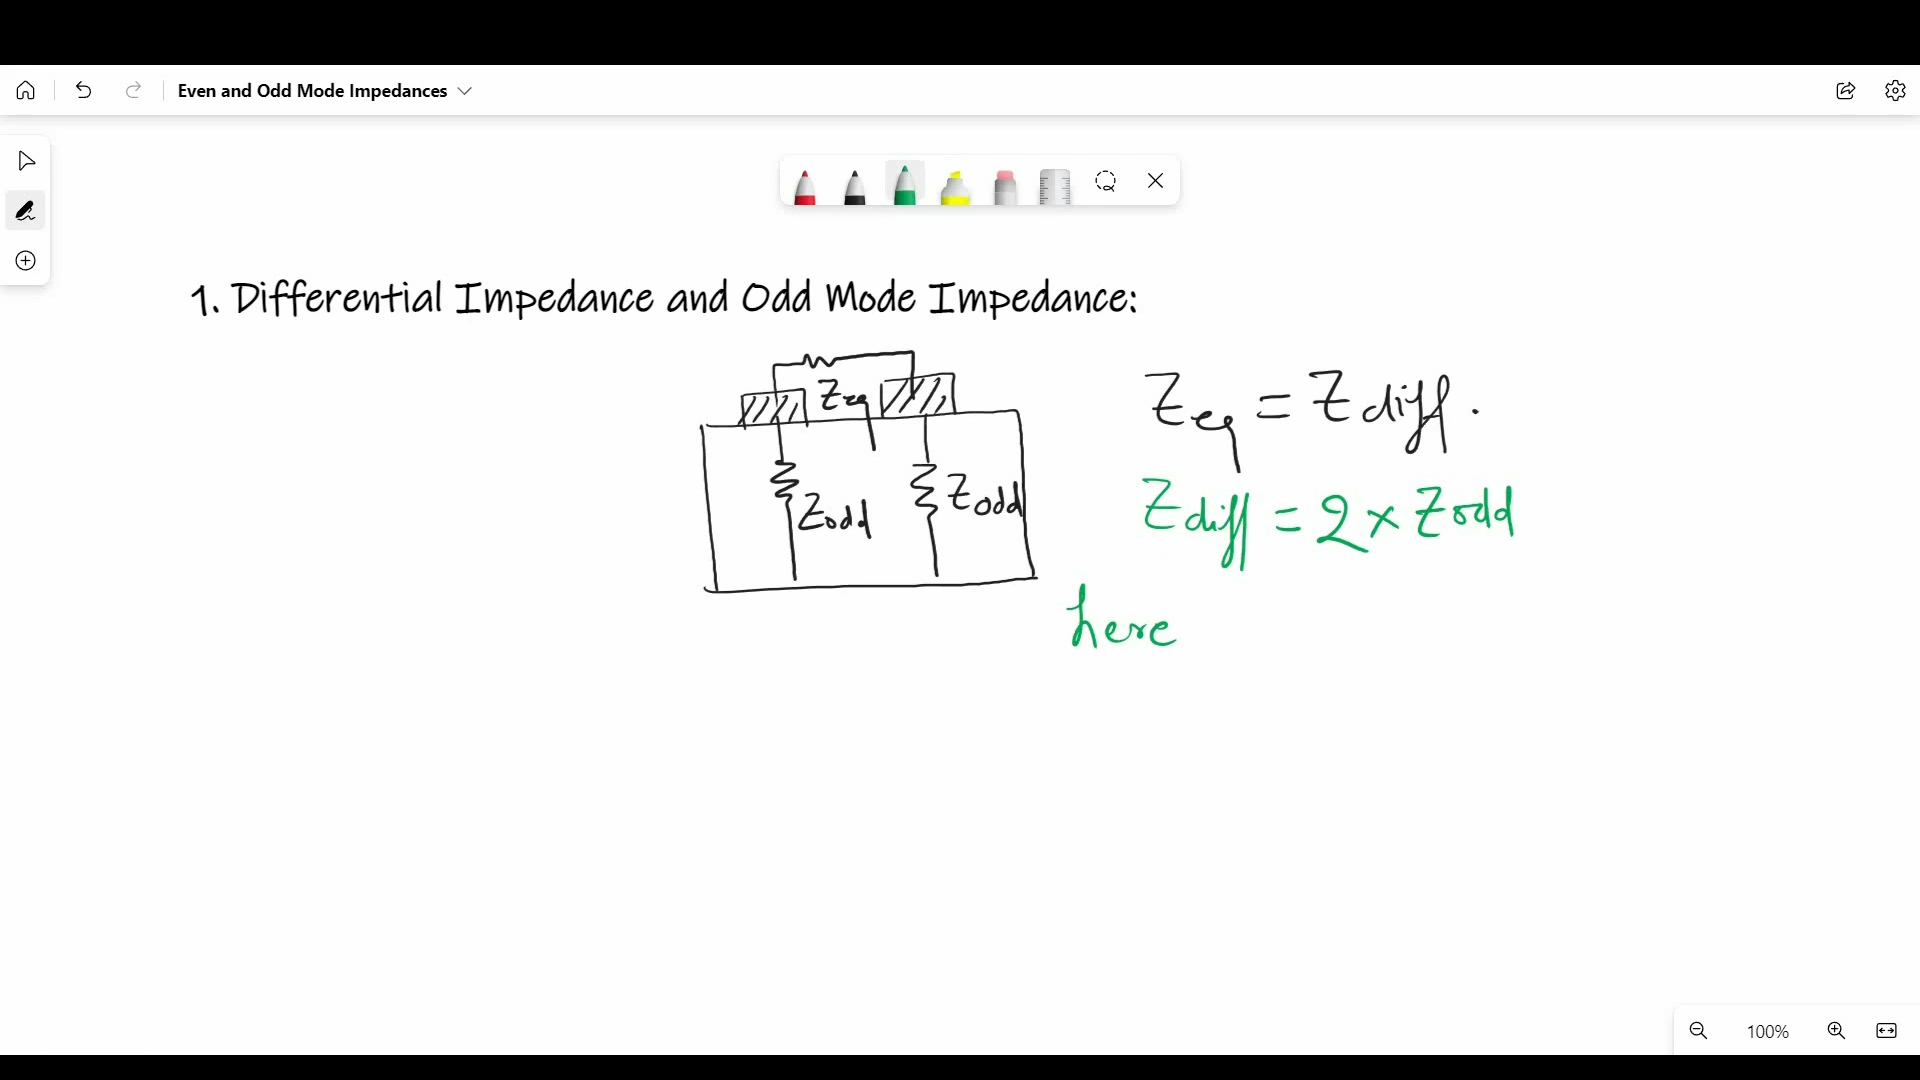 Even and Odd Mode Impedances
1. Differential Impedance and Odd Mode Impedance:
Zeq
Zodd
Zodd
Zeq = Zdiff.
Zdiff = 2 × Zodd
here
100%